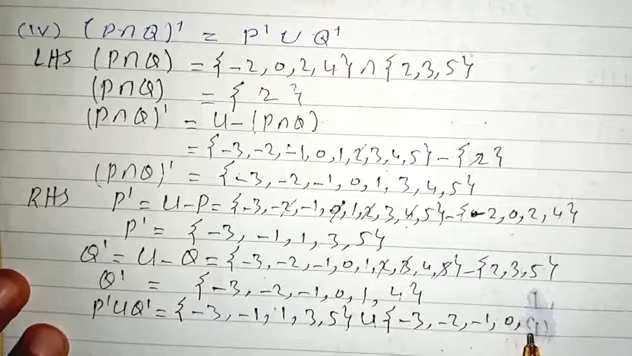 (iv) (P∩Q)' = P' ∪ Q'
LHS (P∩Q) = {-2, 0, 2, 4} ∩ {2, 3, 5}
(P∩Q) = {2}
(P∩Q)' = U-(P∩Q)
= {-3, -2, -1, 0, 1, 2, 3, 4, 5} - {2}
(P∩Q)' = {-3, -2, -1, 0, 1, 3, 4, 5}
RHS P' = U-P = {-3, -2, -1, 0, 1, 2, 3, 4, 5} - {-2, 0, 2, 4}
P' = {-3, -1, 1, 3, 5}
Q' = U-Q = {-3, -2, -1, 0, 1, 2, 3, 4, 5} - {2, 3, 5}
Q' = {-3, -2, -1, 0, 1, 4}
P'∪Q' = {-3, -1, 1, 3, 5} ∪ {-3, -2, -1, 0,